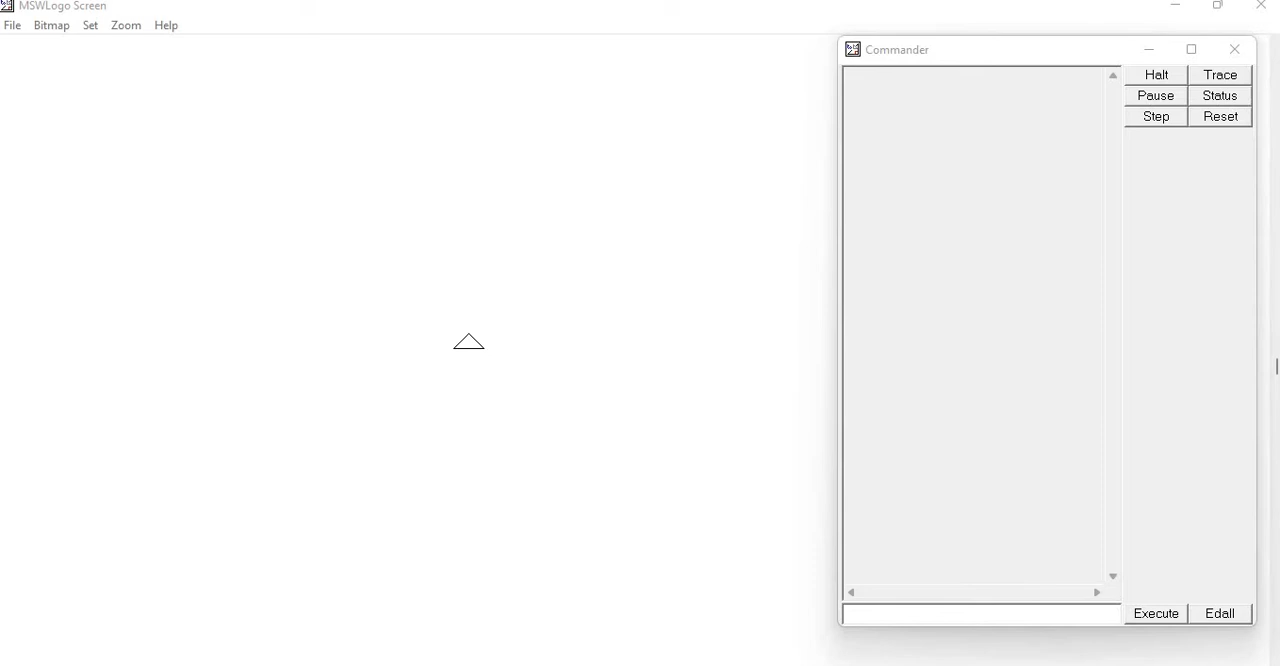 MSWLogo Screen
File Bitmap Set Zoom Help
Commander
Halt Trace
Pause Status
Step Reset
Execute Edall